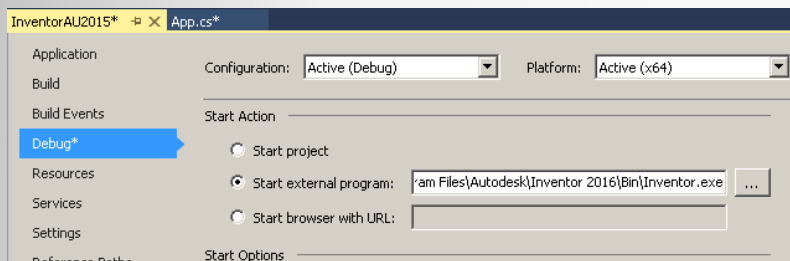 InventorAU2015* App.cs*
Application
Configuration: Active (Debug) Platform: Active (x64)
Build
Build Events
Start Action
Debug*
Start project
Resources
Start external program: ram Files\Autodesk\Inventor 2016\Bin\Inventor.exe ...
Services
Start browser with URL:
Settings
Start Options